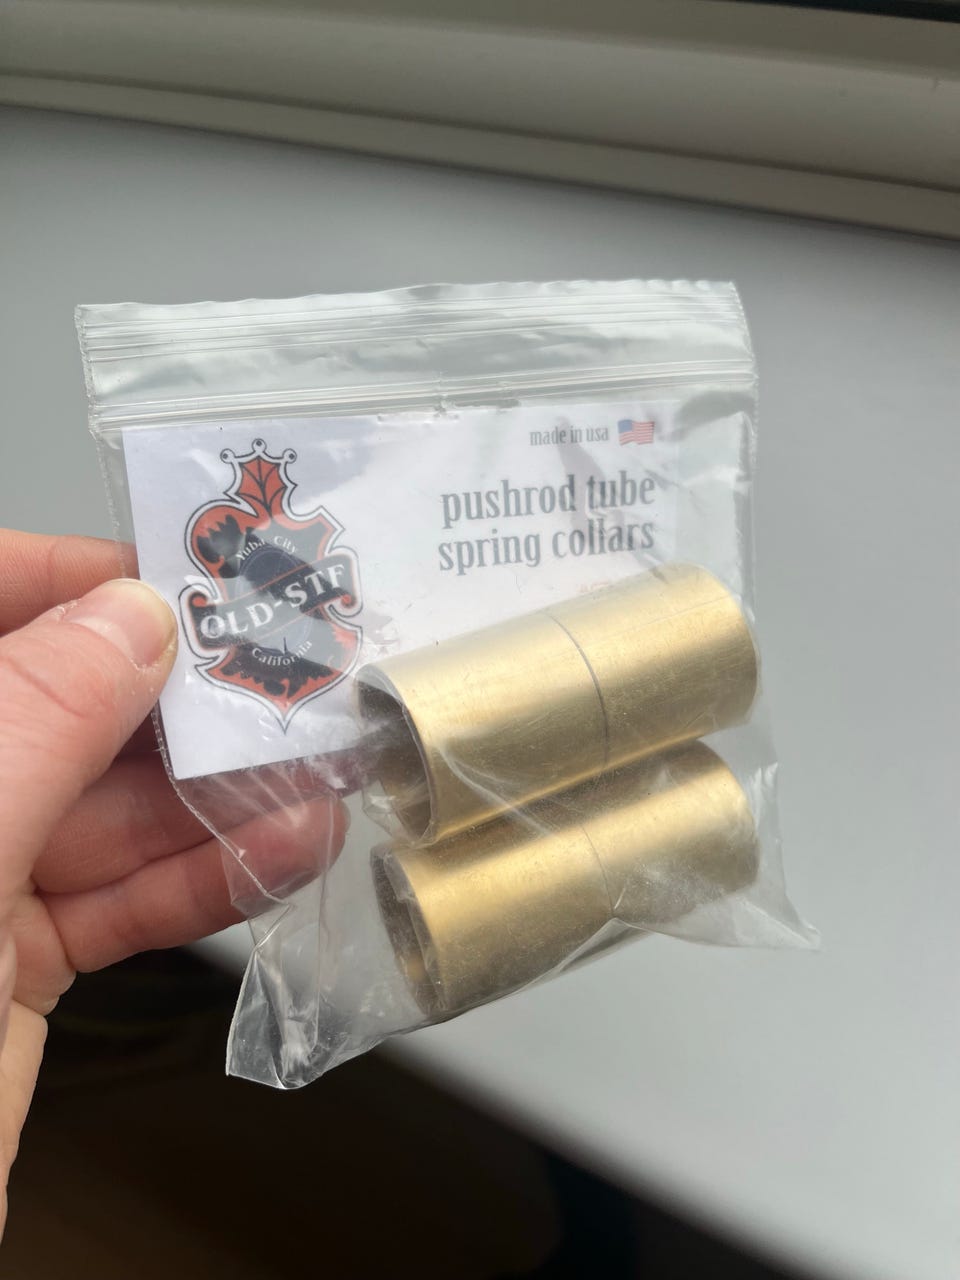 made in usa
pushrod tube
spring collars
Yuba City
OLD-STF
California